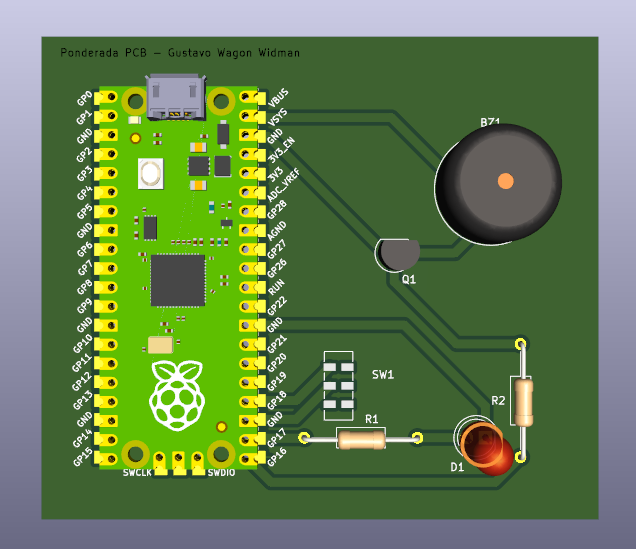 Ponderada PCB – Gustavo Wagon Widman
GP0
GP1
GND
GP2
GP3
GP4
GP5
GND
GP6
GP7
GP8
GP9
GND
GP10
GP11
GP12
GP13
GND
GP14
GP15
VBUS
VSYS
GND
3V3_EN
3V3
ADC_VREF
GP28
AGND
GP27
GP26
RUN
GP22
GND
GP21
GP20
GP19
GP18
GND
GP17
GP16
SWCLK
SWDIO
BZ1
Q1
SW1
R2
R1
D1